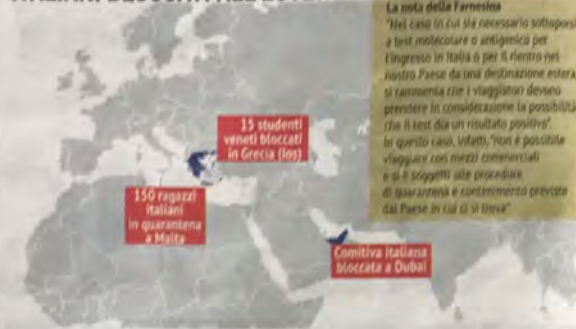 La nota della Farnesina
"Nel caso in cui sia necessario sottoporsi
a test molecolare o antigenico per
l'ingresso in Italia o per il rientro nel
nostro Paese da una destinazione estera,
si rammenta che i viaggiatori devono
prendere in considerazione la possibilità
che il test dia un risultato positivo".
In questo caso, infatti, "non è possibile
viaggiare con mezzi commerciali
e si è soggetti alle procedure
di quarantena e contenimento previste
dal Paese in cui ci si trova"
15 studenti
veneti bloccati
in Grecia (Ios)
150 ragazzi
italiani
in quarantena
a Malta
Comitiva italiana
bloccata a Dubai